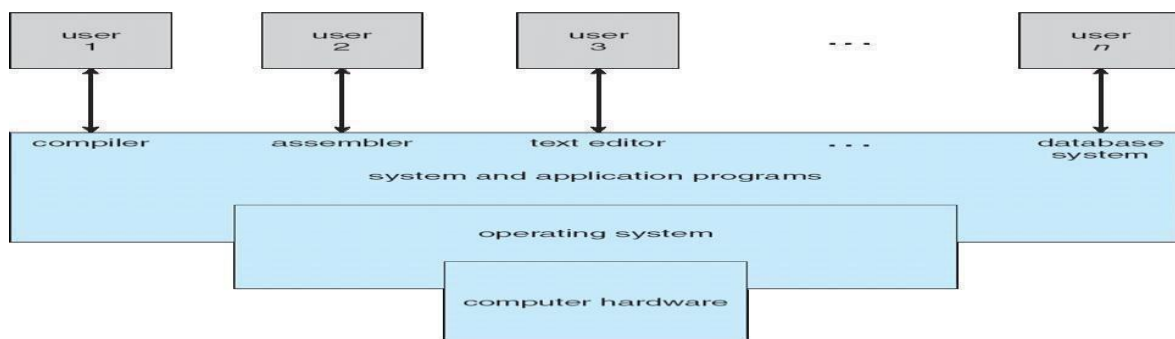 user
1
user
2
user
3
...
user
n
compiler
assembler
text editor
...
database
system
system and application programs
operating system
computer hardware